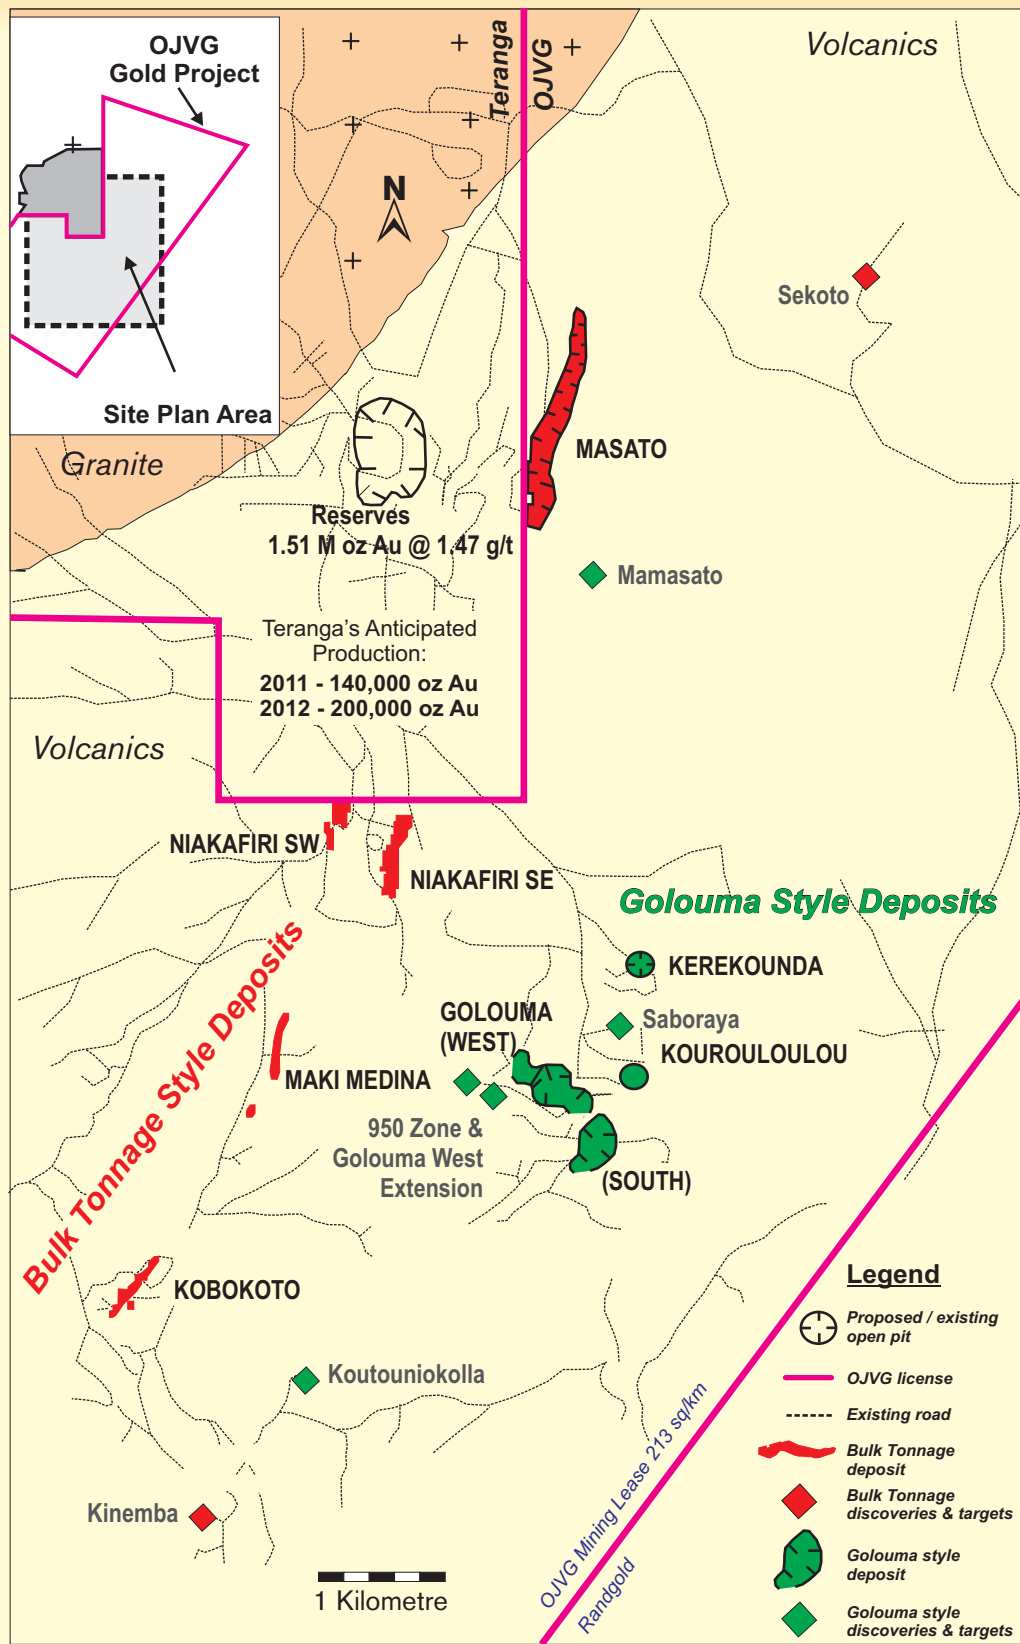 OJVG
Gold Project
Site Plan Area
Teranga
OJVG
Volcanics
N
Sekoto
MASATO
Granite
Reserves
1.51 M oz Au @ 1.47 g/t
Mamasato
Teranga's Anticipated
Production:
2011 - 140,000 oz Au
2012 - 200,000 oz Au
Volcanics
NIAKAFIRI SW
NIAKAFIRI SE
Golouma Style Deposits
Bulk Tonnage Style Deposits
KEREKOUNDA
GOLOUMA
(WEST)
Saboraya
KOUROULOULOU
MAKI MEDINA
950 Zone &
Golouma West
Extension
(SOUTH)
KOBOKOTO
Koutouniokolla
Kinemba
1 Kilometre
OJVG Mining Lease 213 sq/km
Randgold
Legend
Proposed / existing
open pit
OJVG license
Existing road
Bulk Tonnage
deposit
Bulk Tonnage
discoveries & targets
Golouma style
deposit
Golouma style
discoveries & targets